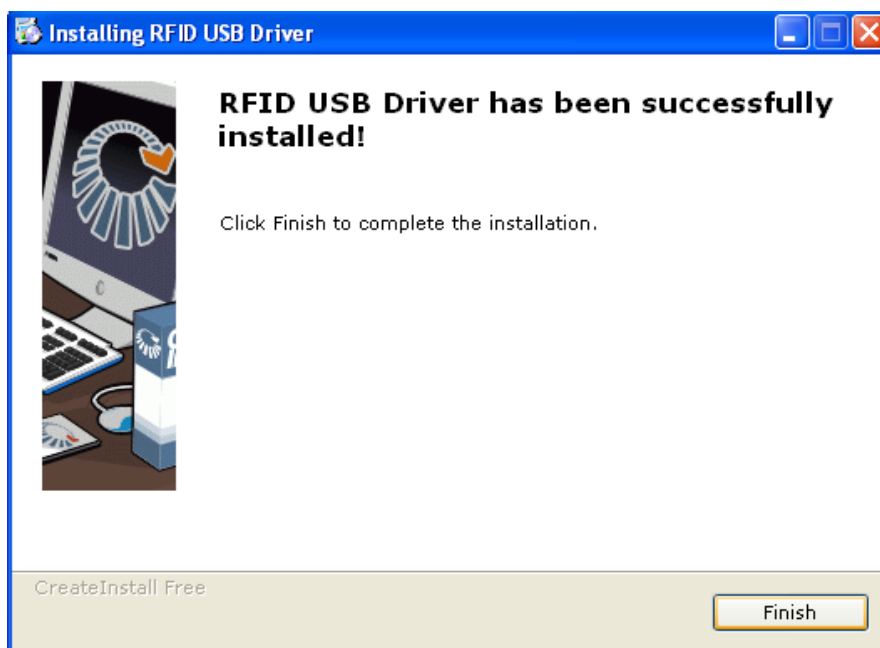 Installing RFID USB Driver
RFID USB Driver has been successfully
installed!
Click Finish to complete the installation.
CreateInstall Free
Finish